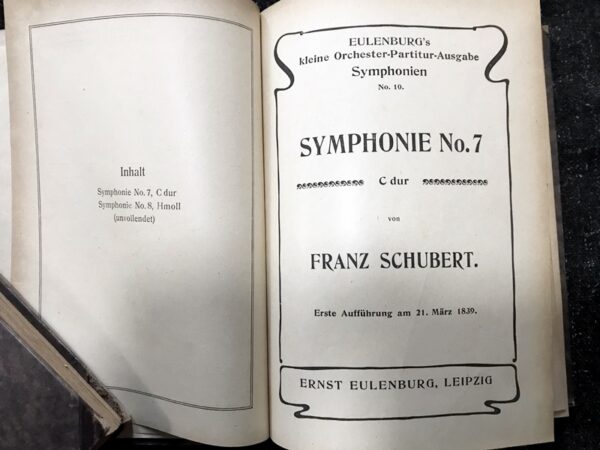 Inhalt
Symphonie No. 7, C dur
Symphonie No. 8, H moll
(unvollendet)
EULENBURG's
kleine Orchester-Partitur-Ausgabe
Symphonien
No. 10.
SYMPHONIE No. 7
C dur
von
FRANZ SCHUBERT.
Erste Aufführung am 21. März 1839.
ERNST EULENBURG, LEIPZIG